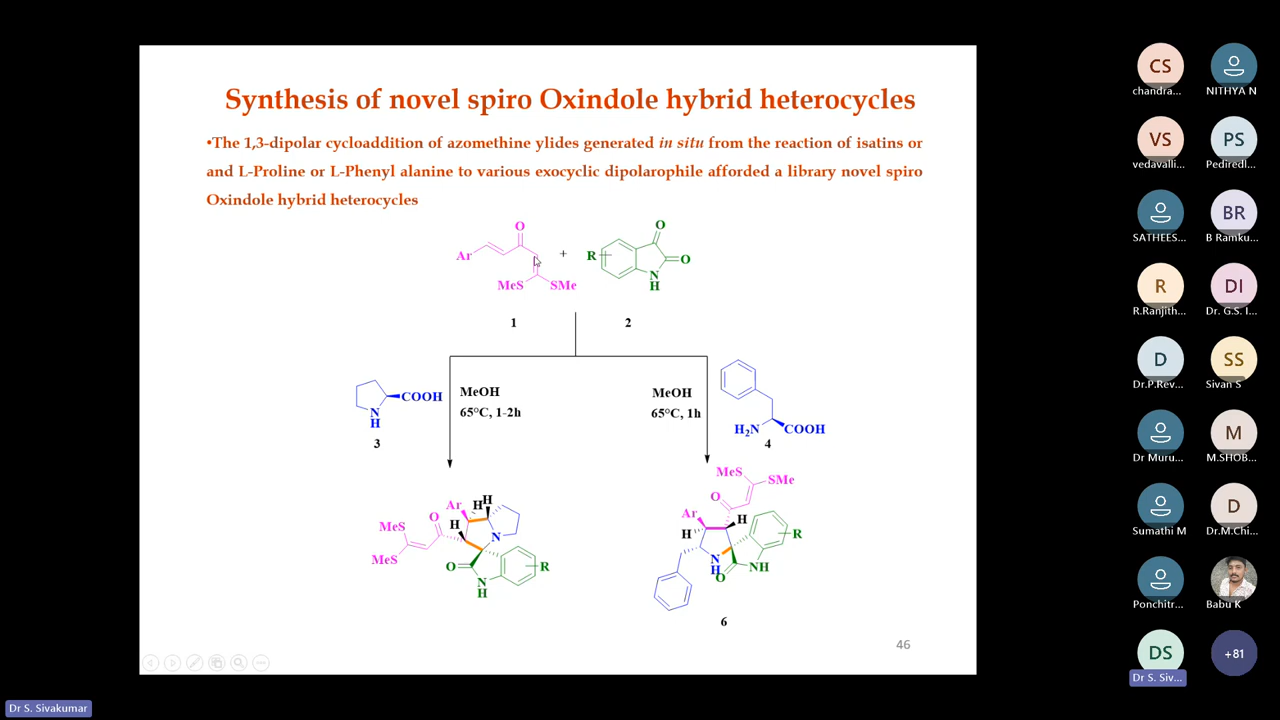 Synthesis of novel spiro Oxindole hybrid heterocycles
•The 1,3-dipolar cycloaddition of azomethine ylides generated in situ from the reaction of isatins or
and L-Proline or L-Phenyl alanine to various exocyclic dipolarophile afforded a library novel spiro
Oxindole hybrid heterocycles
O
Ar
MeS
SMe
1
+
O
R
O
N
H
2
COOH
N
H
3
MeOH
65°C, 1-2h
MeOH
65°C, 1h
H2N
COOH
4
Ar
H
H
O
H
MeS
MeS
N
O
R
N
H
MeS
SMe
O
Ar
H
H
R
N
H
O
NH
6
46
CS
chandra...
NITHYA N
VS
vedavalli...
PS
Pediredl...
SATHEES...
BR
B Ramku...
R
R.Ranjith...
DI
Dr. G.S. I...
D
Dr.P.Rev...
SS
Sivan S
Dr Muru...
M
M.SHOB...
Sumathi M
D
Dr.M.Chi...
Ponchitr...
Babu K
DS
Dr S. Siv...
+81
Dr S. Sivakumar